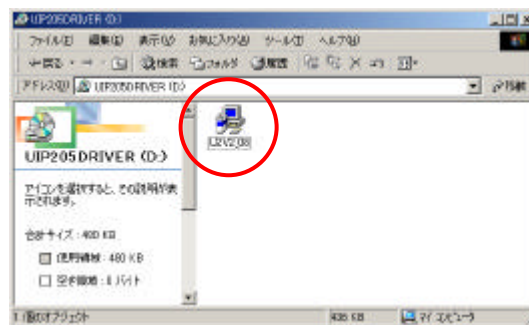 UIP205DRIVER (D:)
ファイル(F) 編集(E) 表示(V) お気に入り(A) ツール(T) ヘルプ(H)
戻る 検索 フォルダ 履歴
アドレス(D) UIP205DRIVER (D:) 移動
UIP205DRIVER (D:)
アイコンを選択すると、その説明が表
示されます。
合計サイズ: 480 KB
使用領域: 480 KB
空き領域: 0 バイト
1 個のオブジェクト
マイ コンピュータ